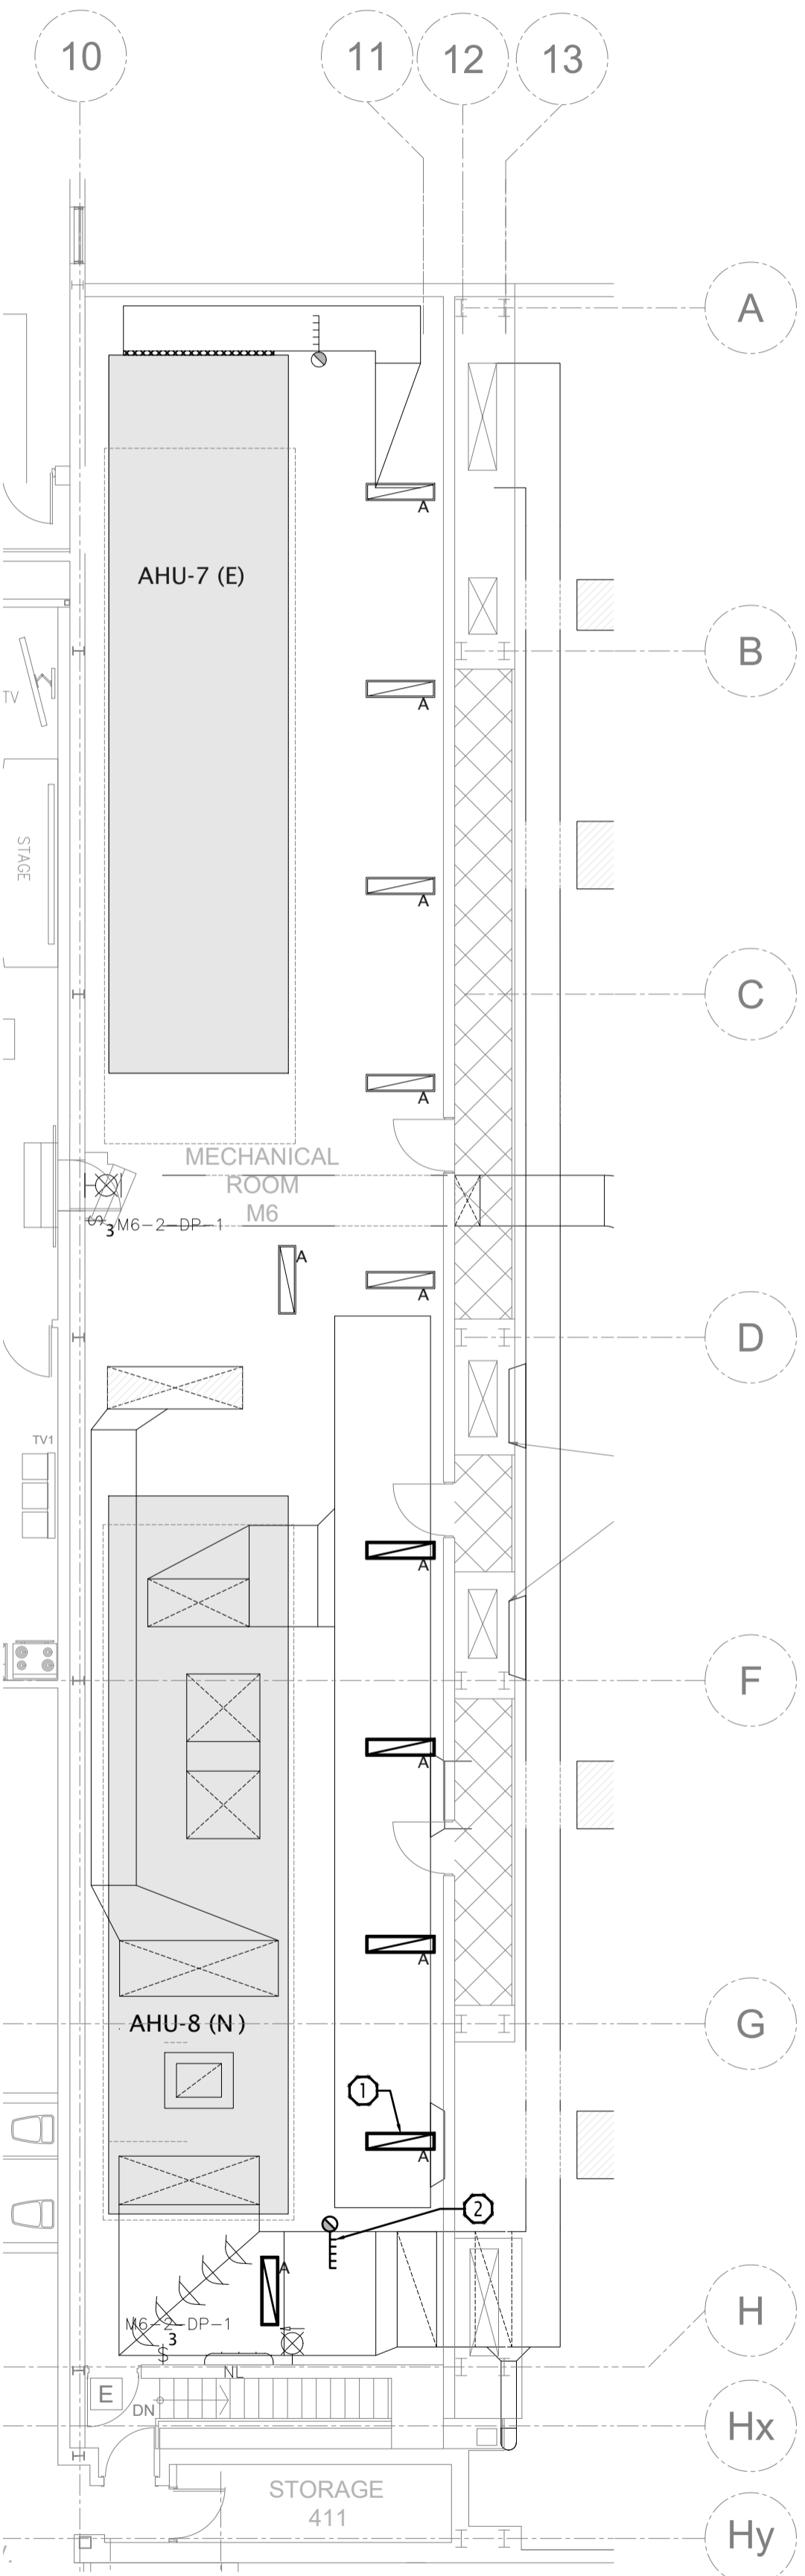 10
11
12
13
A
A
AHU-7 (E)
B
A
TV
STAGE
A
C
A
MECHANICAL
ROOM
M6
S
3
M6-2-DP-1
A
A
D
TV1
A
F
A
A
AHU-8 (N)
G
1
A
2
A
M6-2-DP-1
3
$
H
NL
E
DN
Hx
STORAGE
411
Hy